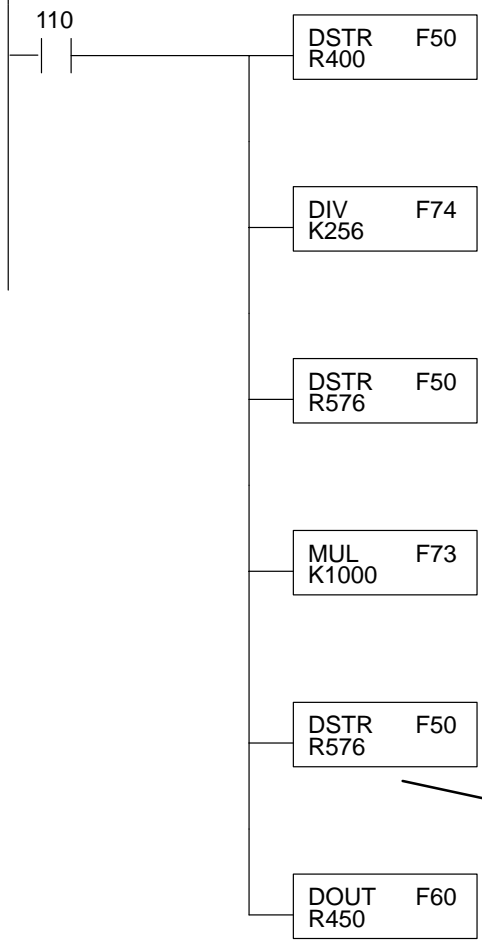 110
DSTR F50
R400
DIV F74
K256
DSTR F50
R576
MUL F73
K1000
DSTR F50
R576
DOUT F60
R450